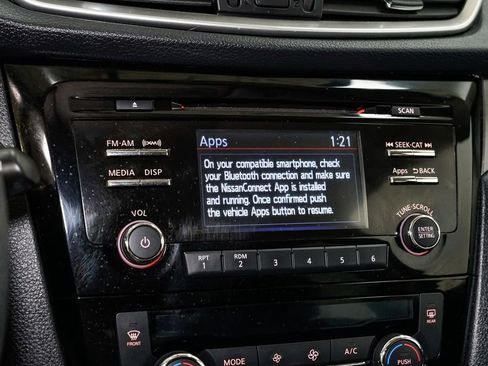 SCAN
FM·AM
SEEK·CAT
Apps 1:21
On your compatible smartphone, check
your Bluetooth connection and make sure
the NissanConnect App is installed
and running. Once confirmed push
the vehicle Apps button to resume.
MEDIA DISP
Apps BACK
VOL
TUNE·SCROLL
ENTER
SETTING
RPT
1
RDM
2
3
4
5
6
FRONT
REAR
MODE
A/C
PUSH